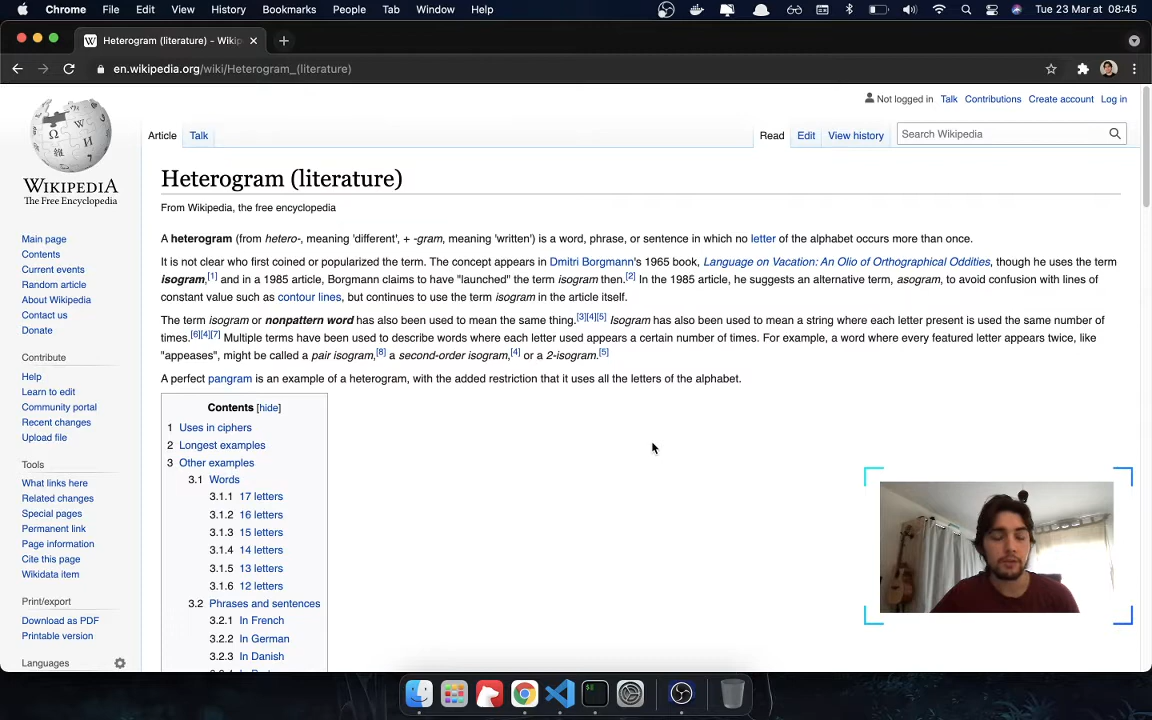 Chrome File Edit View History Bookmarks People Tab Window Help Tue 23 Mar at 08:45
Heterogram (literature) – Wikip
en.wikipedia.org/wiki/Heterogram_(literature)
Not logged in Talk Contributions Create account Log in
Article Talk Read Edit View history Search Wikipedia
WIKIPEDIA
The Free Encyclopedia
Main page
Contents
Current events
Random article
About Wikipedia
Contact us
Donate
Contribute
Help
Learn to edit
Community portal
Recent changes
Upload file
Tools
What links here
Related changes
Special pages
Permanent link
Page information
Cite this page
Wikidata item
Print/export
Download as PDF
Printable version
Languages
Heterogram (literature)
From Wikipedia, the free encyclopedia
A heterogram (from hetero-, meaning 'different', + -gram, meaning 'written') is a word, phrase, or sentence in which no letter of the alphabet occurs more than once.
It is not clear who first coined or popularized the term. The concept appears in Dmitri Borgmann's 1965 book, Language on Vacation: An Olio of Orthographical Oddities, though he uses the term
isogram,[1] and in a 1985 article, Borgmann claims to have "launched" the term isogram then.[2] In the 1985 article, he suggests an alternative term, asogram, to avoid confusion with lines of
constant value such as contour lines, but continues to use the term isogram in the article itself.
The term isogram or nonpattern word has also been used to mean the same thing.[3][4][5] Isogram has also been used to mean a string where each letter present is used the same number of
times.[6][4][7] Multiple terms have been used to describe words where each letter used appears a certain number of times. For example, a word where every featured letter appears twice, like
"appeases", might be called a pair isogram,[8] a second-order isogram,[4] or a 2-isogram.[5]
A perfect pangram is an example of a heterogram, with the added restriction that it uses all the letters of the alphabet.
Contents [hide]
1 Uses in ciphers
2 Longest examples
3 Other examples
3.1 Words
3.1.1 17 letters
3.1.2 16 letters
3.1.3 15 letters
3.1.4 14 letters
3.1.5 13 letters
3.1.6 12 letters
3.2 Phrases and sentences
3.2.1 In French
3.2.2 In German
3.2.3 In Danish